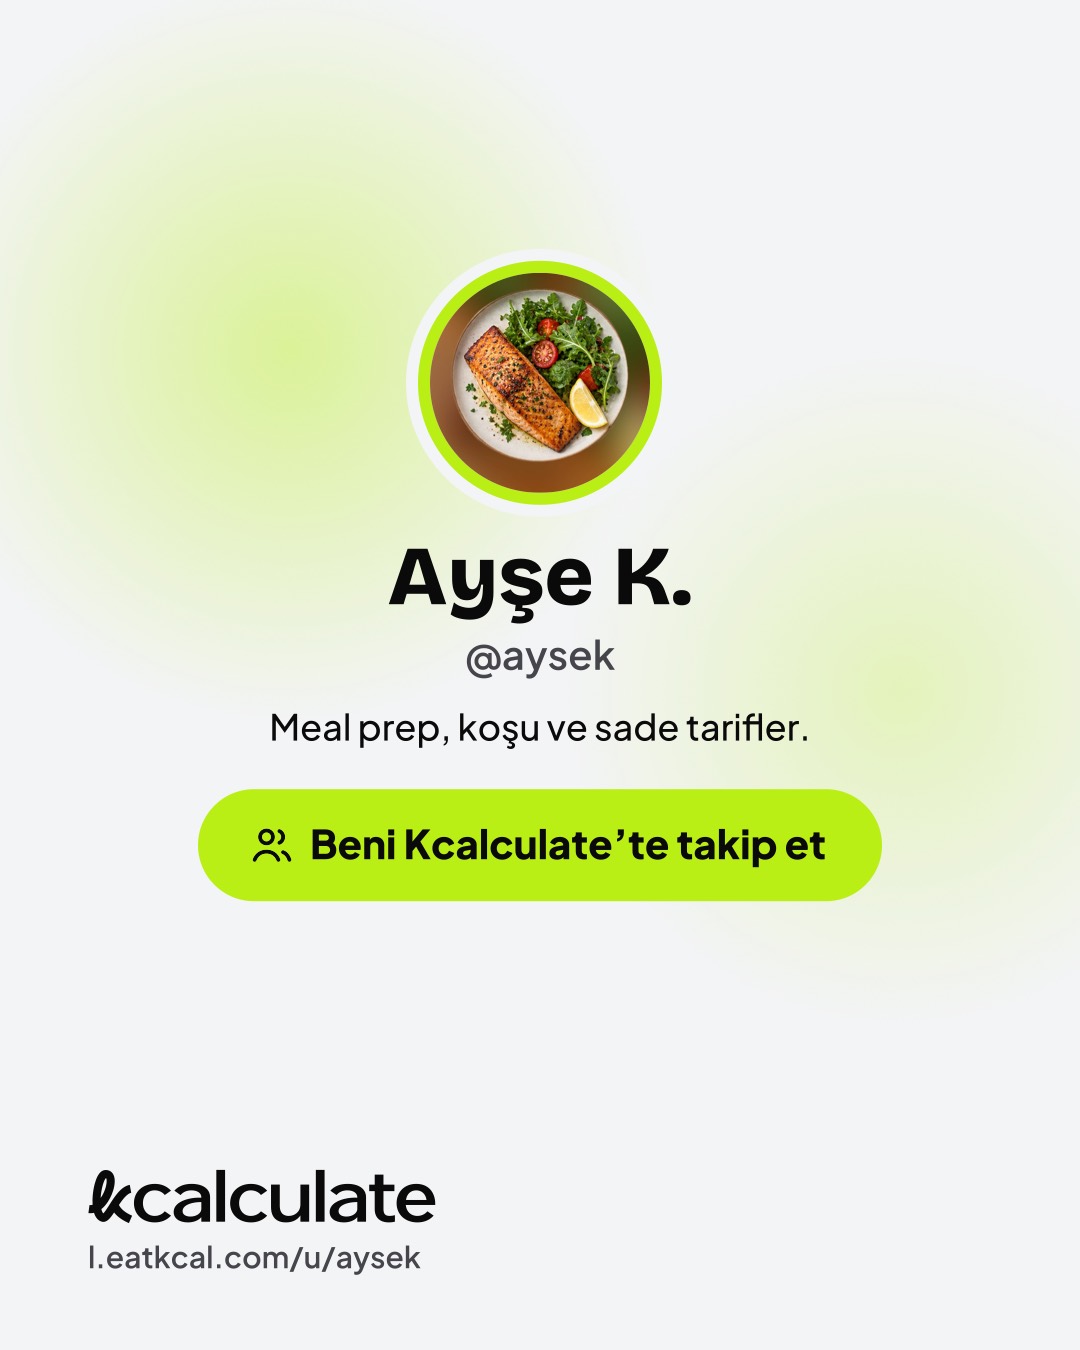 Ayşe K.
@aysek
Meal prep, koşu ve sade tarifler.
Beni Kcalculate’te takip et
kcalculate
l.eatkcal.com/u/aysek